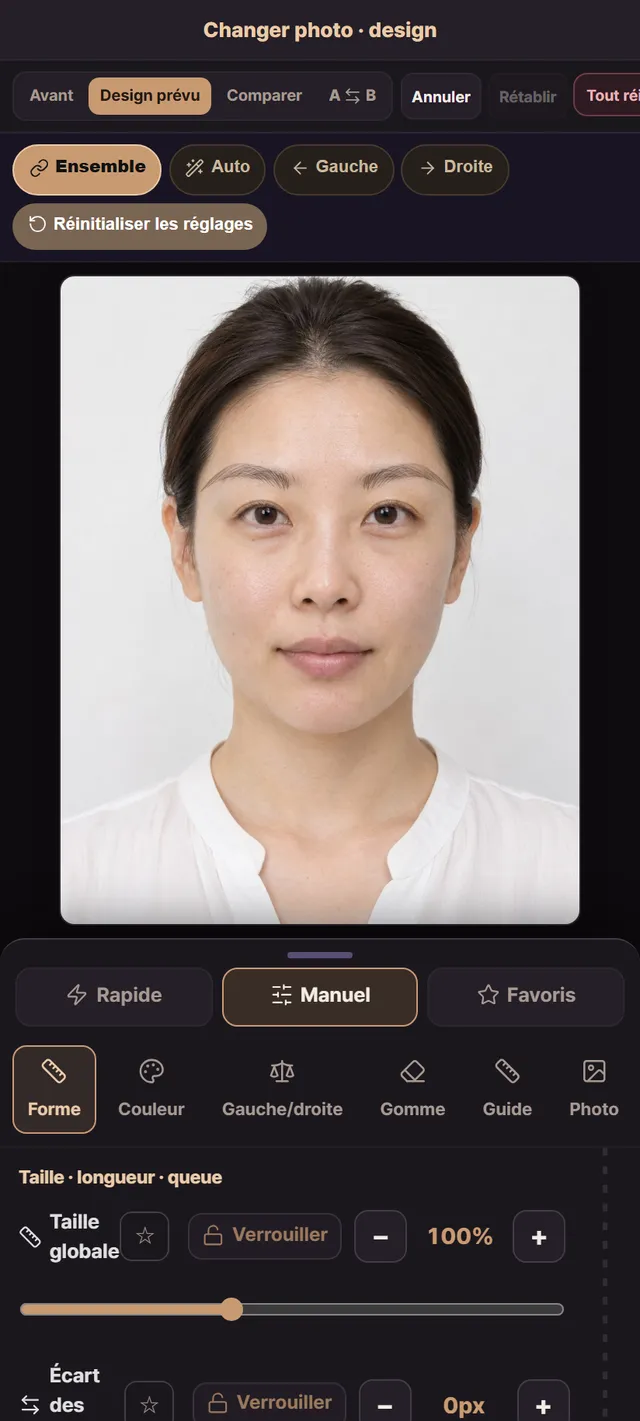 Changer photo · design
Avant Design prévu Comparer A ⇆ B Annuler Rétablir Tout réi
Ensemble Auto ← Gauche → Droite
Réinitialiser les réglages
Rapide Manuel Favoris
Forme Couleur Gauche/droite Gomme Guide Photo
Taille · longueur · queue
Taille
globale Verrouiller − 100% +
Écart
des Verrouiller − 0px +